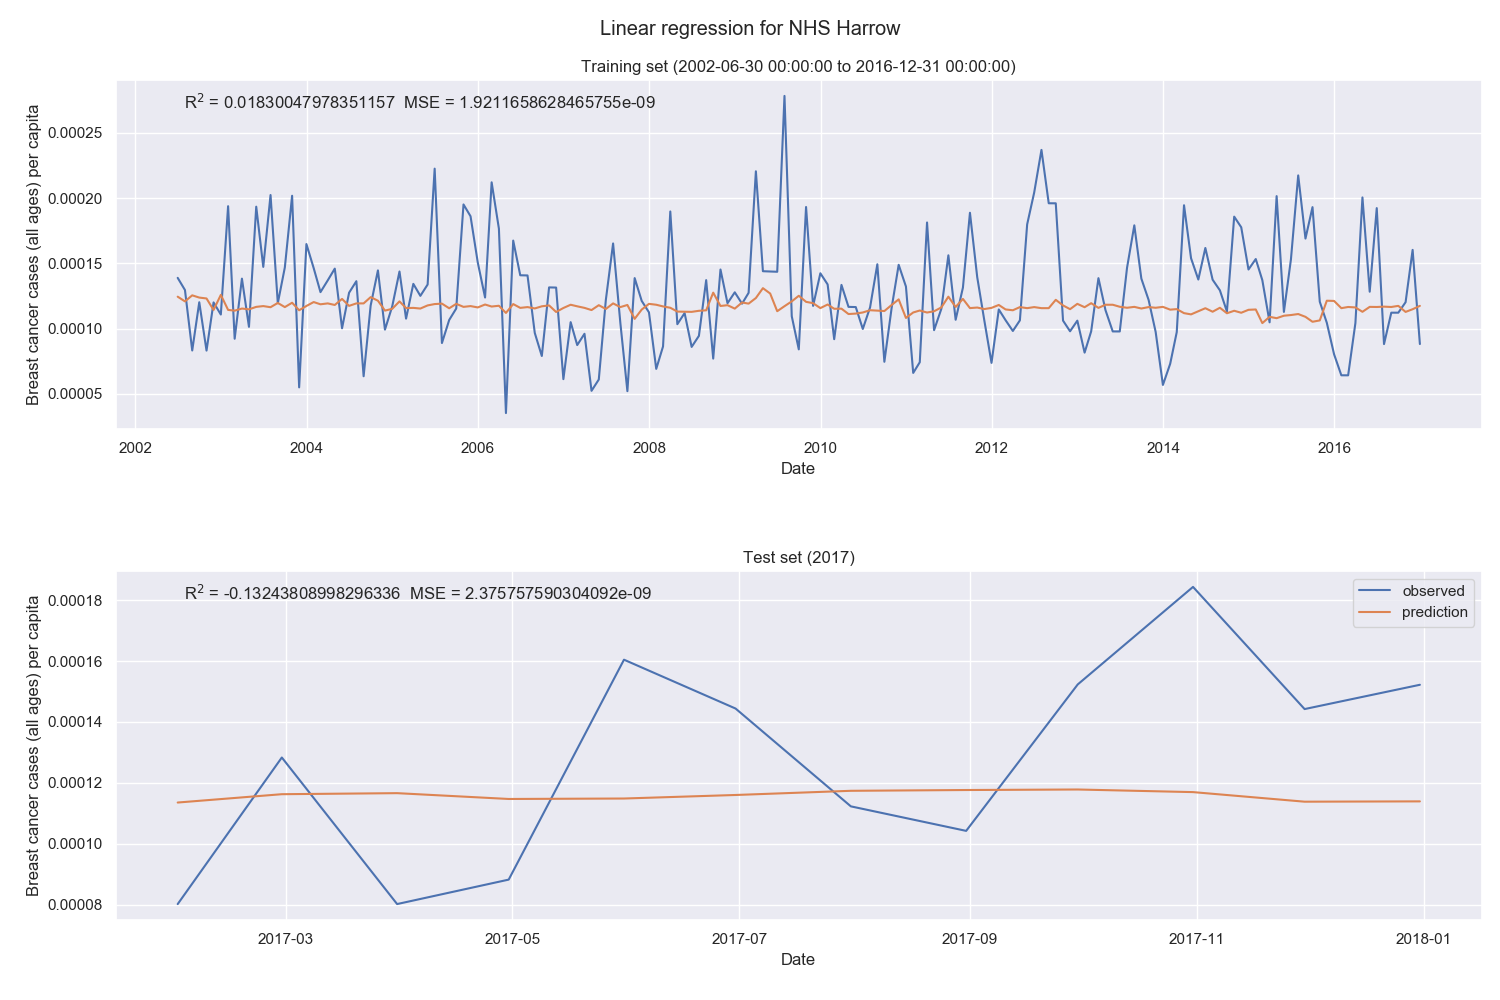 Linear regression for NHS Harrow
Training set (2002-06-30 00:00:00 to 2016-12-31 00:00:00)
R² = 0.01830047978351157  MSE = 1.9211658628465755e-09
Breast cancer cases (all ages) per capita
0.00025
0.00020
0.00015
0.00010
0.00005
2002 2004 2006 2008 2010 2012 2014 2016
Date
Test set (2017)
R² = -0.13243808998296336  MSE = 2.375757590304092e-09
observed
prediction
Breast cancer cases (all ages) per capita
0.00018
0.00016
0.00014
0.00012
0.00010
0.00008
2017-03 2017-05 2017-07 2017-09 2017-11 2018-01
Date